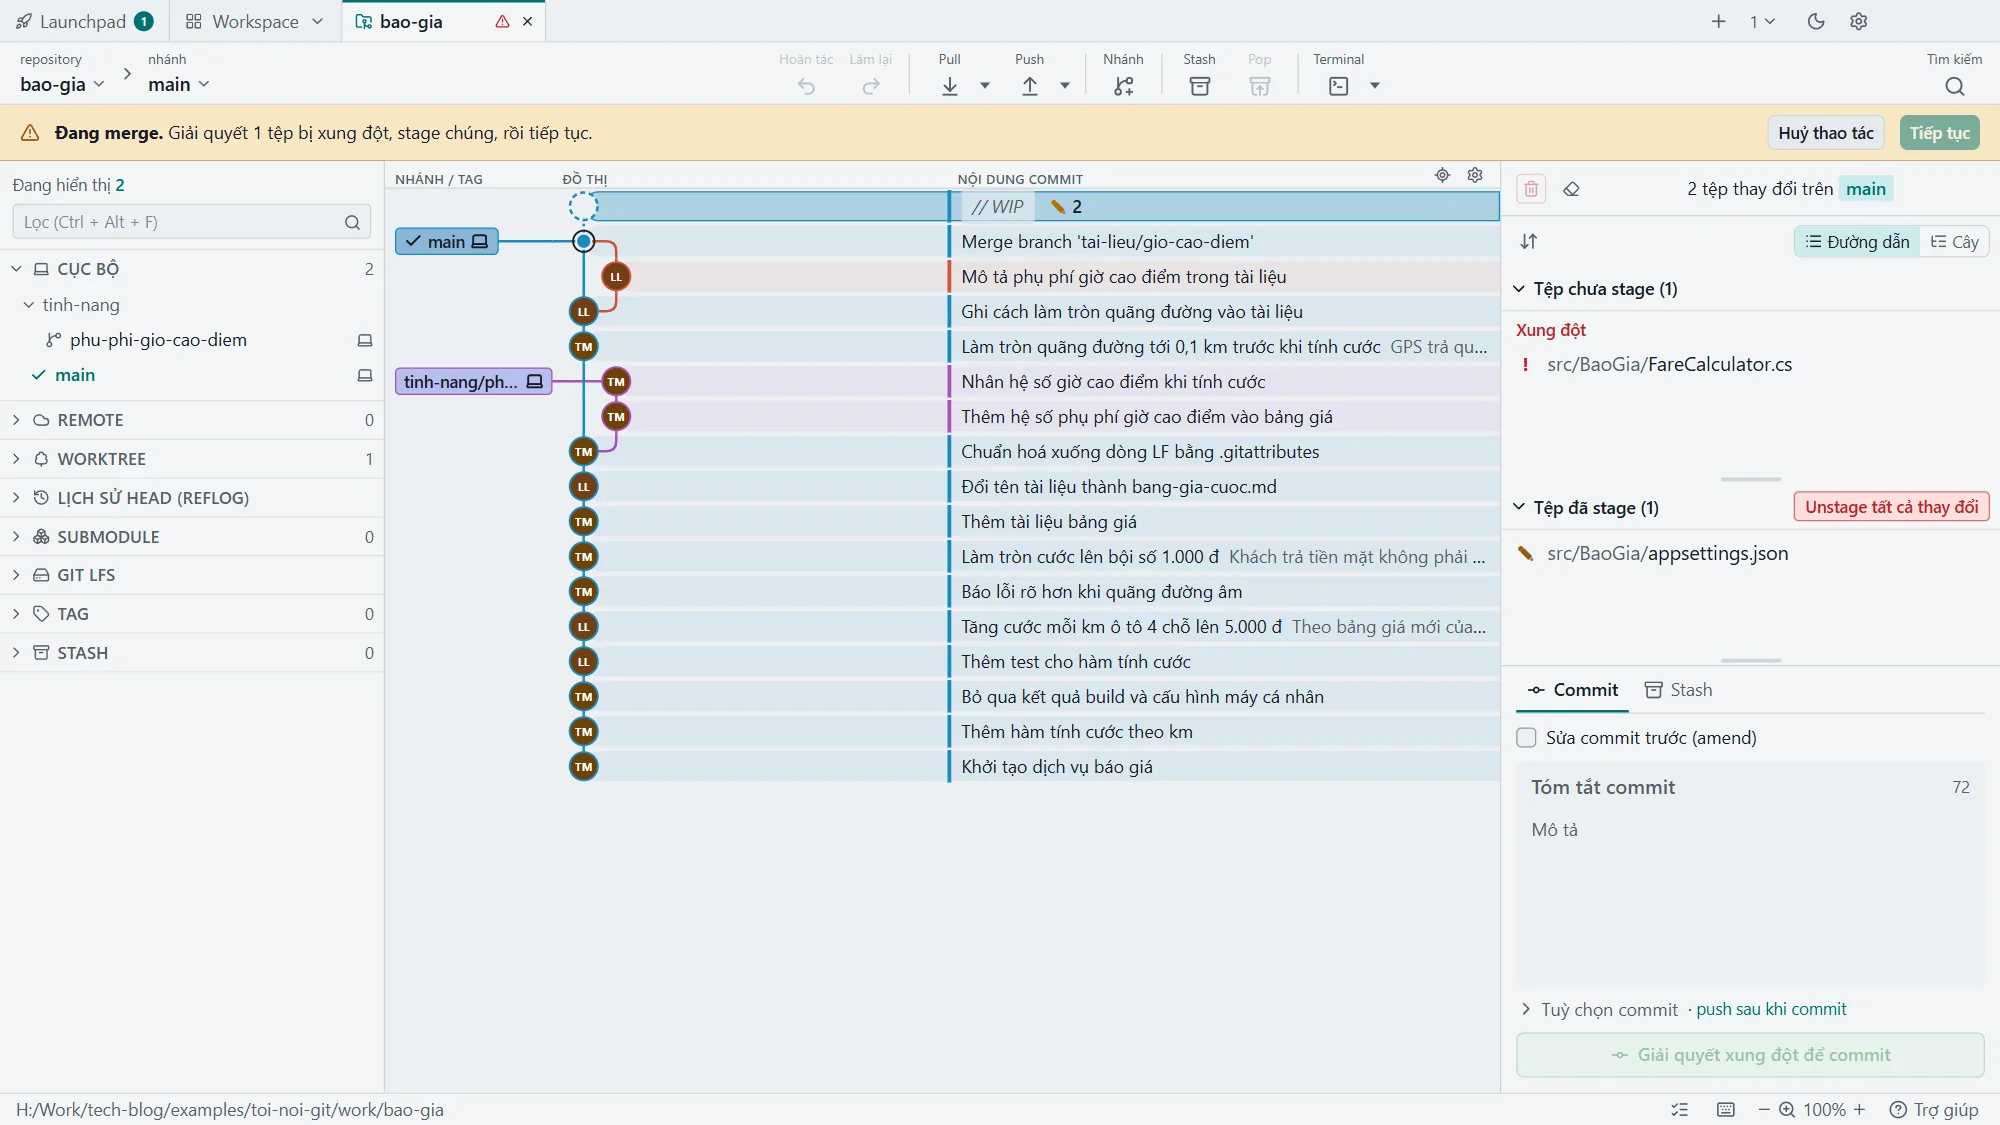 Launchpad 1
Workspace
bao-gia
1
repository
bao-gia
nhánh
main
Hoàn tác
Làm lại
Pull
Push
Nhánh
Stash
Pop
Terminal
Tìm kiếm
Đang merge. Giải quyết 1 tệp bị xung đột, stage chúng, rồi tiếp tục.
Huỷ thao tác
Tiếp tục
Đang hiển thị 2
Lọc (Ctrl + Alt + F)
CỤC BỘ 2
tinh-nang
phu-phi-gio-cao-diem
main
REMOTE 0
WORKTREE 1
LỊCH SỬ HEAD (REFLOG)
SUBMODULE 0
GIT LFS
TAG 0
STASH 0
NHÁNH / TAG
ĐỒ THỊ
NỘI DUNG COMMIT
// WIP 2
main
Merge branch 'tai-lieu/gio-cao-diem'
LL Mô tả phụ phí giờ cao điểm trong tài liệu
LL Ghi cách làm tròn quãng đường vào tài liệu
TM Làm tròn quãng đường tới 0,1 km trước khi tính cước GPS trả qu...
tinh-nang/ph... TM Nhân hệ số giờ cao điểm khi tính cước
TM Thêm hệ số phụ phí giờ cao điểm vào bảng giá
TM Chuẩn hoá xuống dòng LF bằng .gitattributes
LL Đổi tên tài liệu thành bang-gia-cuoc.md
TM Thêm tài liệu bảng giá
TM Làm tròn cước lên bội số 1.000 đ Khách trả tiền mặt không phải ...
TM Báo lỗi rõ hơn khi quãng đường âm
LL Tăng cước mỗi km ô tô 4 chỗ lên 5.000 đ Theo bảng giá mới của...
LL Thêm test cho hàm tính cước
TM Bỏ qua kết quả build và cấu hình máy cá nhân
TM Thêm hàm tính cước theo km
TM Khởi tạo dịch vụ báo giá
2 tệp thay đổi trên main
Đường dẫn
Cây
Tệp chưa stage (1)
Xung đột
! src/BaoGia/FareCalculator.cs
Tệp đã stage (1)
Unstage tất cả thay đổi
src/BaoGia/appsettings.json
Commit
Stash
Sửa commit trước (amend)
Tóm tắt commit 72
Mô tả
Tuỳ chọn commit · push sau khi commit
Giải quyết xung đột để commit
H:/Work/tech-blog/examples/toi-noi-git/work/bao-gia
100%
Trợ giúp